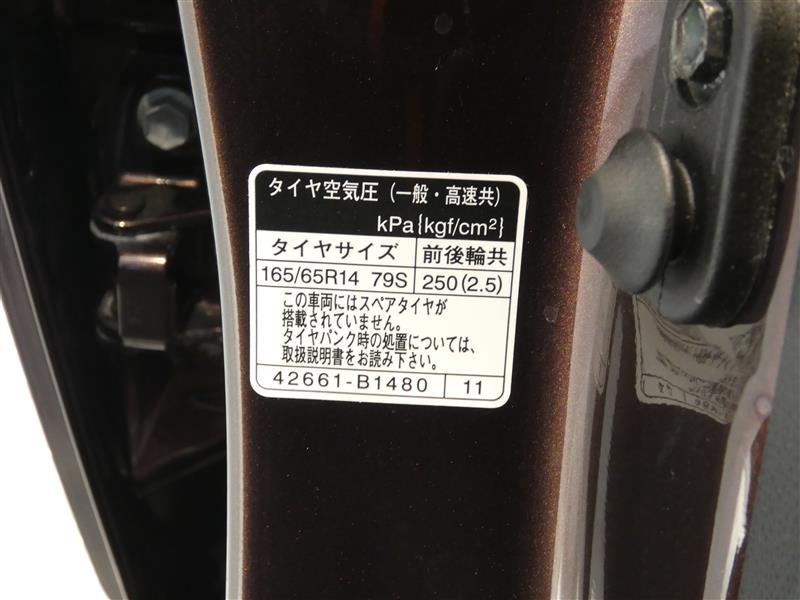 タイヤ空気圧（一般・高速共）
kPa{kgf/cm²}
タイヤサイズ 前後輪共
165/65R14 79S 250(2.5)
この車両にはスペアタイヤが
搭載されていません。
タイヤパンク時の処置については、
取扱説明書をお読み下さい。
42661-B1480 11